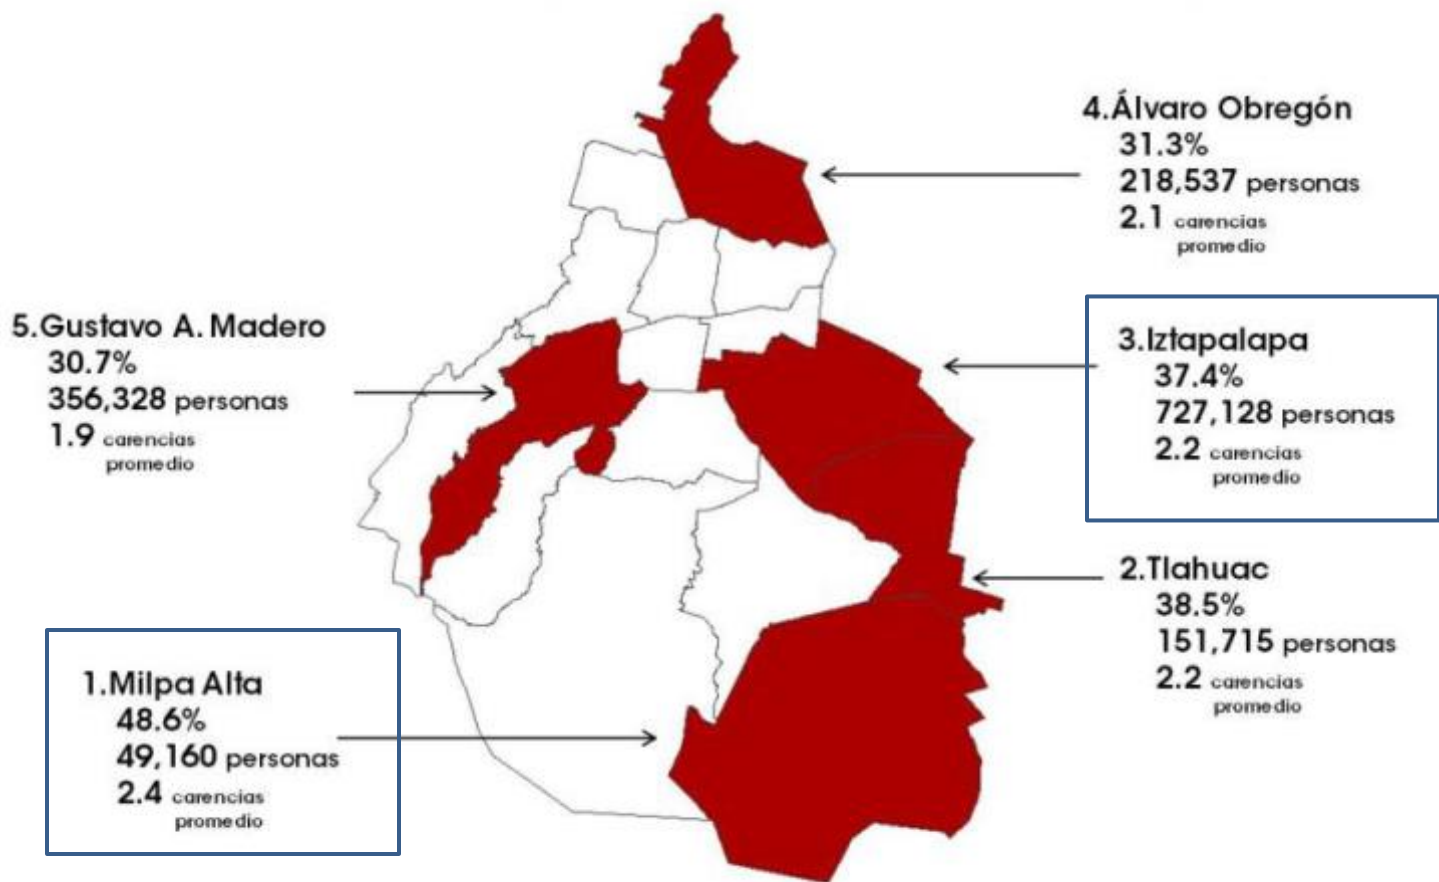 4.Álvaro Obregón
31.3%
218,537 personas
2.1 carencias
promedio
5.Gustavo A. Madero
30.7%
356,328 personas
1.9 carencias
promedio
3.Iztapalapa
37.4%
727,128 personas
2.2 carencias
promedio
2.Tlahuac
38.5%
151,715 personas
2.2 carencias
promedio
1.Milpa Alta
48.6%
49,160 personas
2.4 carencias
promedio